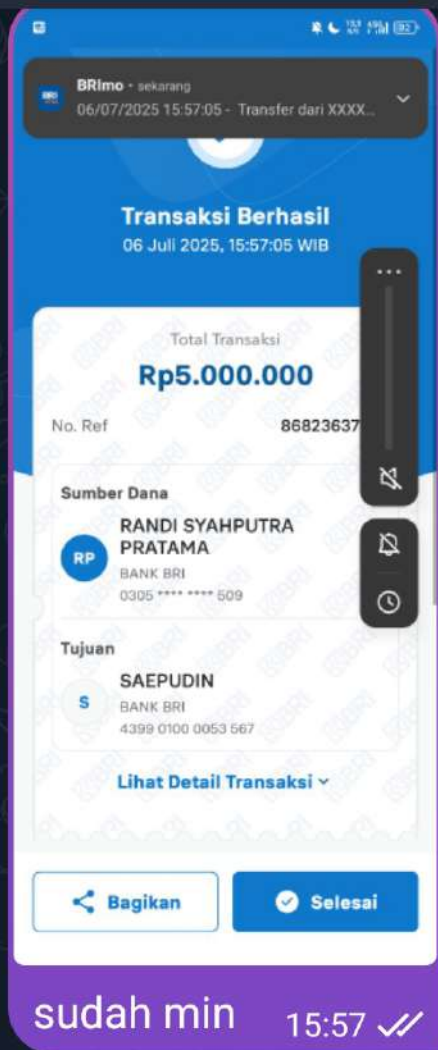 BRImo - sekarang
06/07/2025 15:57:05 - Transfer dari XXXX...
Transaksi Berhasil
06 Juli 2025, 15:57:05 WIB
Total Transaksi
Rp5.000.000
No. Ref 86823637
Sumber Dana
RP
RANDI SYAHPUTRA
PRATAMA
BANK BRI
0305 **** **** 509
Tujuan
S
SAEPUDIN
BANK BRI
4399 0100 0053 567
Lihat Detail Transaksi
Bagikan
Selesai
sudah min 15:57